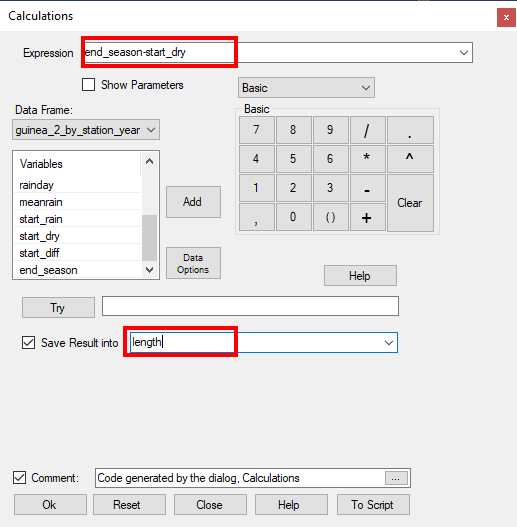 Calculations
x
Expression end_season-start_dry
Show Parameters Basic
Data Frame: Basic
guinea_2_by_station_year 7 8 9 / .
Variables 4 5 6 * ^
rainday 1 2 3 - Clear
meanrain Add , 0 ( ) +
start_rain
start_dry
start_diff Data
end_season Options
Help
Try
Save Result into length
Comment: Code generated by the dialog, Calculations ...
Ok Reset Close Help To Script